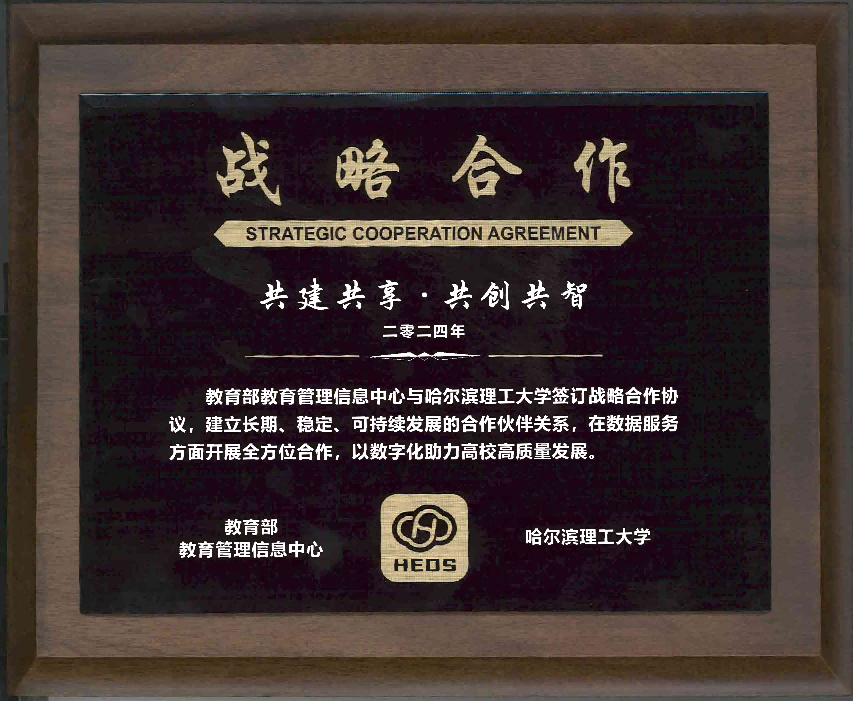 战略合作
STRATEGIC COOPERATION AGREEMENT
共建共享·共创共智
二零二四年
教育部教育管理信息中心与哈尔滨理工大学签订战略合作协
议，建立长期、稳定、可持续发展的合作伙伴关系，在数据服务
方面开展全方位合作，以数字化助力高校高质量发展。
教育部
教育管理信息中心
HEDS
哈尔滨理工大学